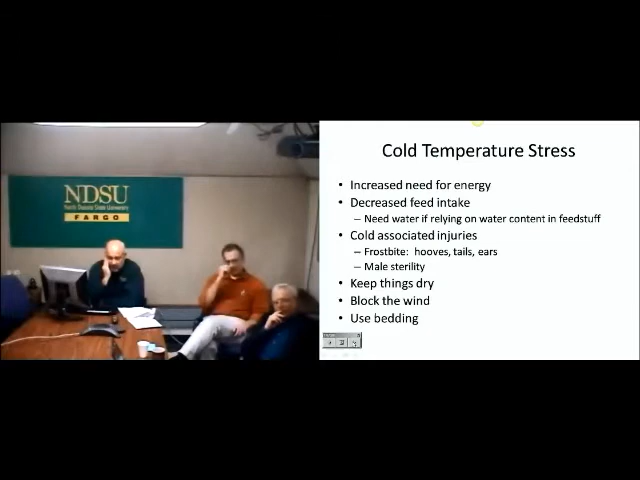 NDSU
North Dakota State University
FARGO
Cold Temperature Stress
• Increased need for energy
• Decreased feed intake
– Need water if relying on water content in feedstuff
• Cold associated injuries
– Frostbite: hooves, tails, ears
– Male sterility
• Keep things dry
• Block the wind
• Use bedding